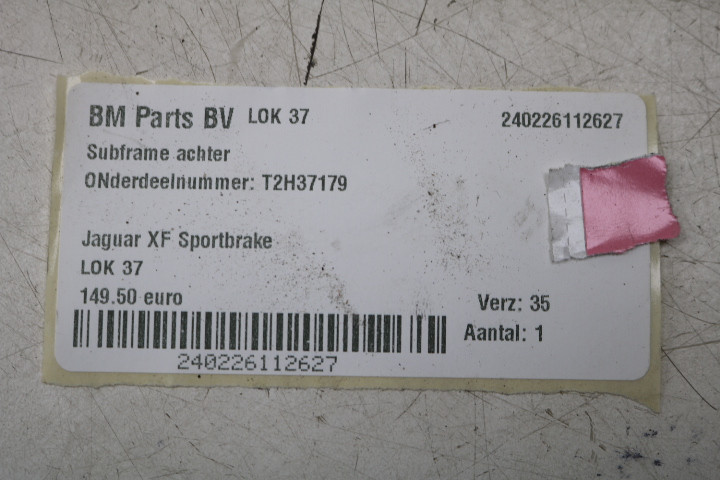 BM Parts BV LOK 37 240226112627
Subframe achter
ONderdeelnummer: T2H37179
Jaguar XF Sportbrake
LOK 37
149.50 euro
Verz: 35
Aantal: 1
240226112627